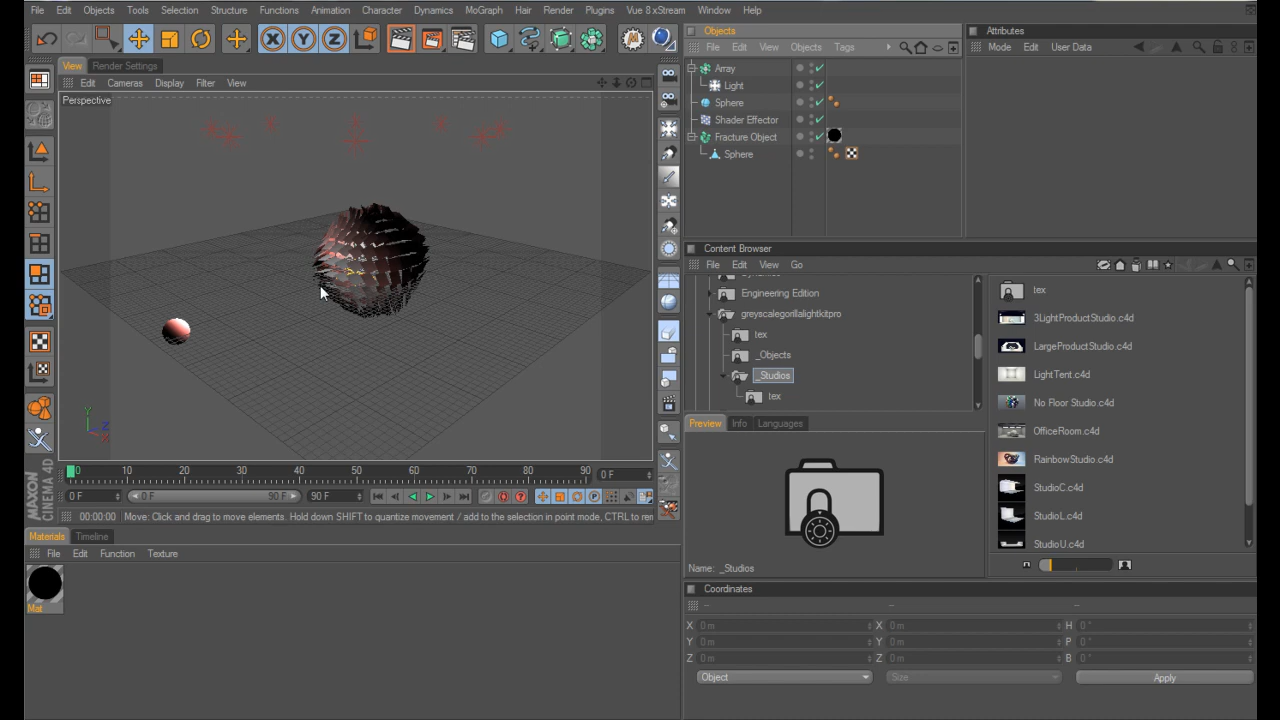 File Edit Objects Tools Selection Structure Functions Animation Character Dynamics MoGraph Hair Render Plugins Vue 8 xStream Window Help
Objects
File Edit View Objects Tags
Array
Light
Sphere
Shader Effector
Fracture Object
Sphere
Attributes
Mode Edit User Data
View Render Settings
Edit Cameras Display Filter View
Perspective
Y
Z
X
0 10 20 30 40 50 60 70 80 90
0 F
0 F 0 F 90 F 90 F
00:00:00 Move: Click and drag to move elements. Hold down SHIFT to quantize movement / add to the selection in point mode, CTRL to rem
MAXON
CINEMA 4D
Materials Timeline
File Edit Function Texture
Mat
Content Browser
File Edit View Go
Engineering Edition
greyscalegorillalightkitpro
tex
_Objects
_Studios
tex
tex
3LightProductStudio.c4d
LargeProductStudio.c4d
LightTent.c4d
No Floor Studio.c4d
OfficeRoom.c4d
RainbowStudio.c4d
StudioC.c4d
StudioL.c4d
StudioU.c4d
Preview Info Languages
Name: _Studios
Coordinates
-- -- --
X 0 m X 0 m H 0 °
Y 0 m Y 0 m P 0 °
Z 0 m Z 0 m B 0 °
Object Size Apply